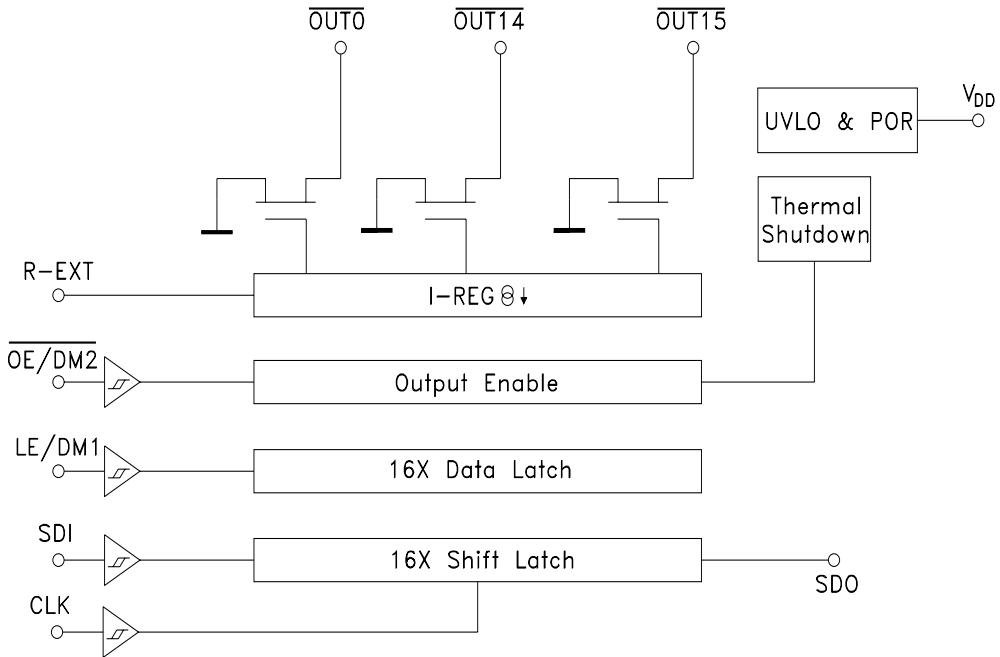 OUT0
OUT14
OUT15
VDD
UVLO & POR
Thermal
Shutdown
R-EXT
I-REG
OE/DM2
Output Enable
LE/DM1
16X Data Latch
SDI
16X Shift Latch
SDO
CLK